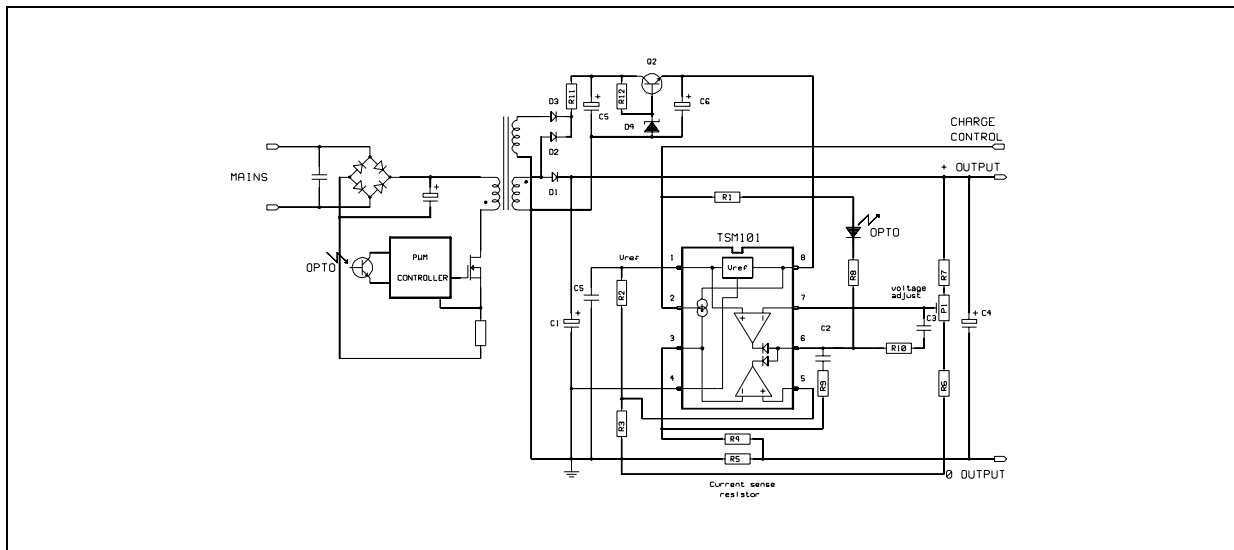 Q2
D3
R11
C5
R12
C6
D4
D2
CHARGE
CONTROL
+ OUTPUT
MAINS
D1
R1
OPTO
TSM101
Vref
1
Vref
8
OPTO
PWM
CONTROLLER
C5
R2
R8
R7
voltage
adjust
2
7
P1
C3
C1
C2
C4
3
6
R10
4
5
R9
R6
R3
R4
R5
0 OUTPUT
Current sense
resistor